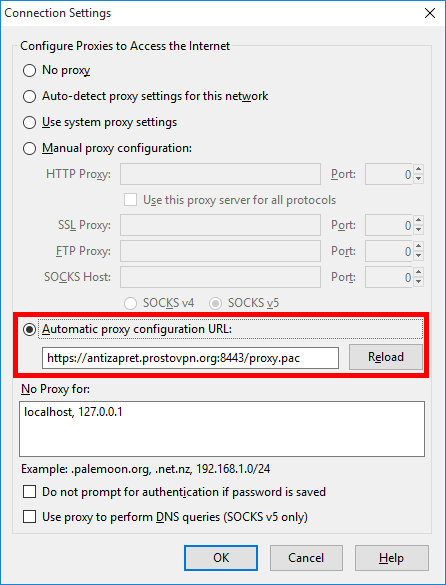 Connection Settings
Configure Proxies to Access the Internet
No proxy
Auto-detect proxy settings for this network
Use system proxy settings
Manual proxy configuration:
HTTP Proxy: Port: 0
Use this proxy server for all protocols
SSL Proxy: Port: 0
FTP Proxy: Port: 0
SOCKS Host: Port: 0
SOCKS v4 SOCKS v5
Automatic proxy configuration URL:
https://antizapret.prostovpn.org:8443/proxy.pac Reload
No Proxy for:
localhost, 127.0.0.1
Example: .palemoon.org, .net.nz, 192.168.1.0/24
Do not prompt for authentication if password is saved
Use proxy to perform DNS queries (SOCKS v5 only)
OK Cancel Help